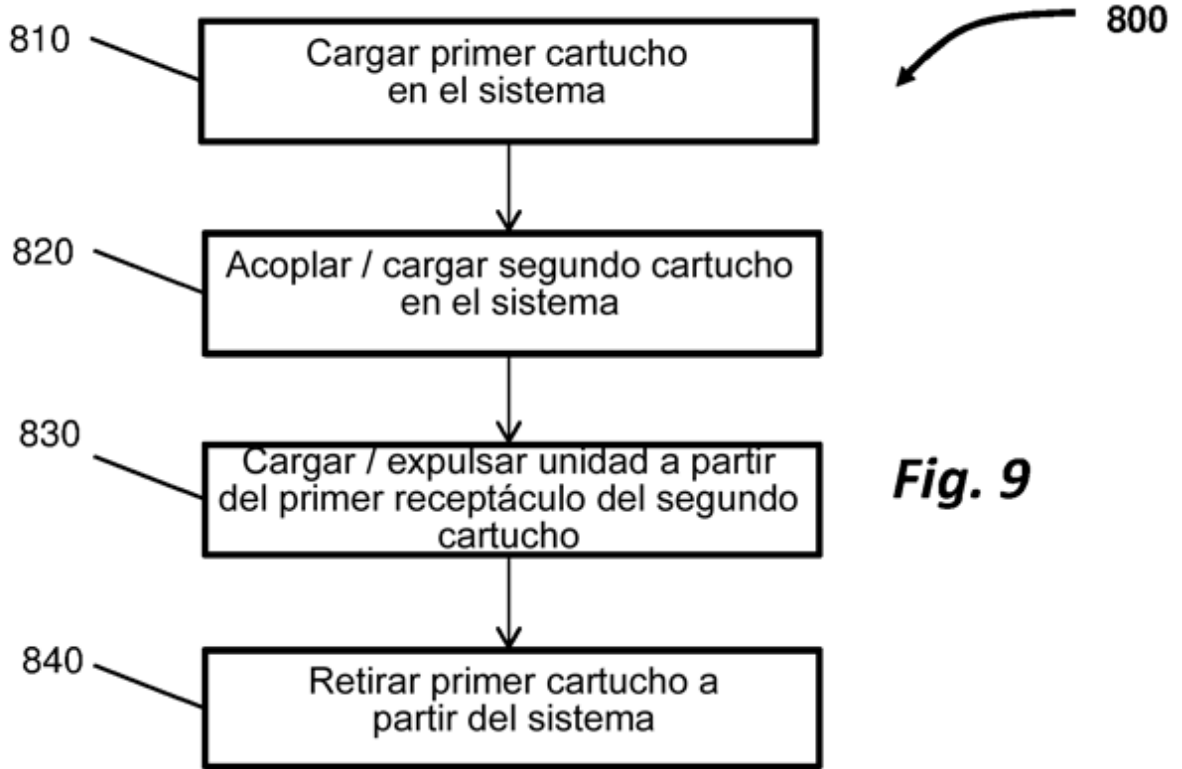 800
810
Cargar primer cartucho
en el sistema
820
Acoplar / cargar segundo cartucho
en el sistema
830
Cargar / expulsar unidad a partir
del primer receptáculo del segundo
cartucho
Fig. 9
840
Retirar primer cartucho a
partir del sistema